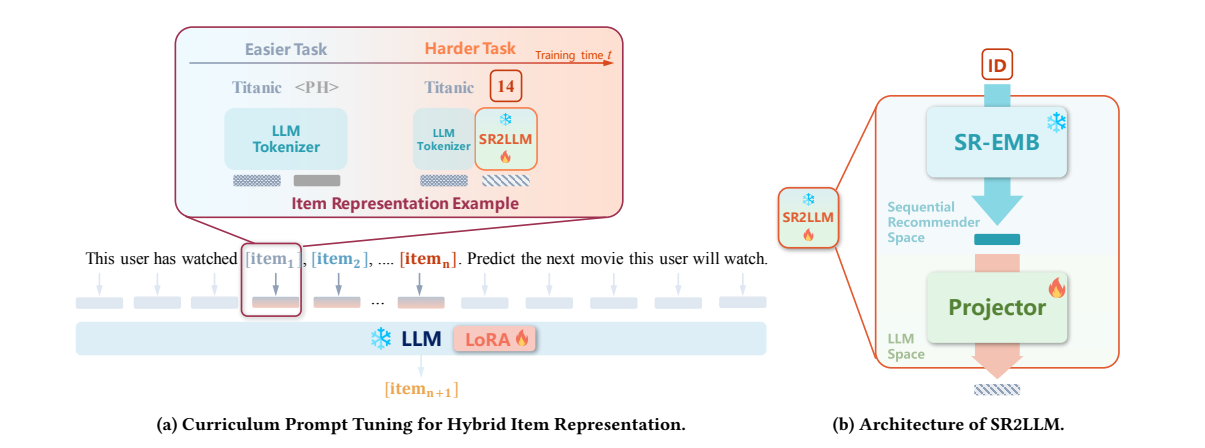 Easier Task
Harder Task
Training time t
Titanic <PH>
Titanic 14
LLM
Tokenizer
LLM
Tokenizer
SR2LLM
Item Representation Example
This user has watched [item1], [item2], .... [itemn]. Predict the next movie this user will watch.
...
LLM LoRA
[itemn+1]
(a) Curriculum Prompt Tuning for Hybrid Item Representation.
ID
SR-EMB
SR2LLM
Sequential
Recommender
Space
Projector
LLM
Space
(b) Architecture of SR2LLM.